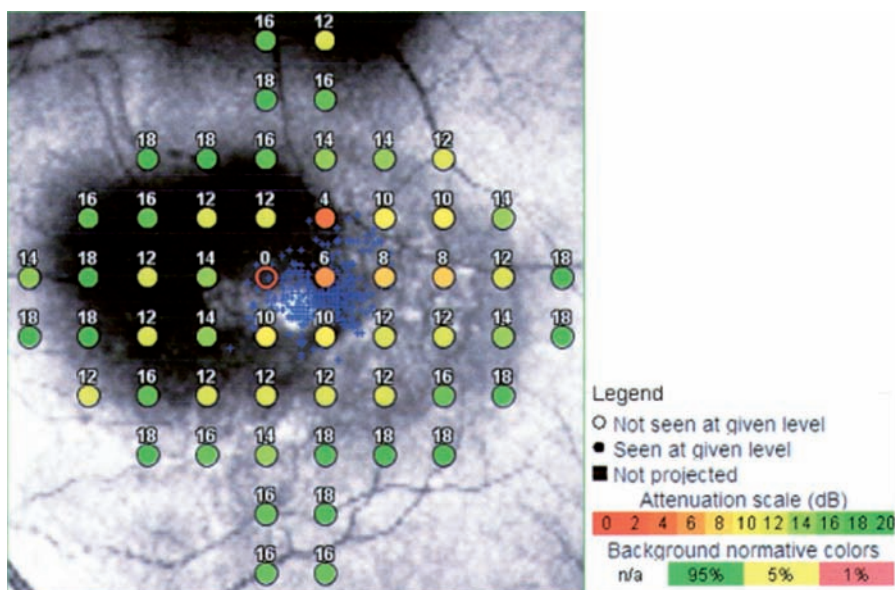 16 12
18 16
18 18 16 14 14 12
16 16 12 12 4 10 10 14
14 18 12 14 0 6 8 8 12 18
18 18 12 14 10 10 12 12 14 18
12 16 12 12 12 12 16 18
18 16 14 18 18 18
16 18
16 16
Legend
Not seen at given level
Seen at given level
Not projected
Attenuation scale (dB)
0 2 4 6 8 10 12 14 16 18 20
Background normative colors
n/a 95% 5% 1%